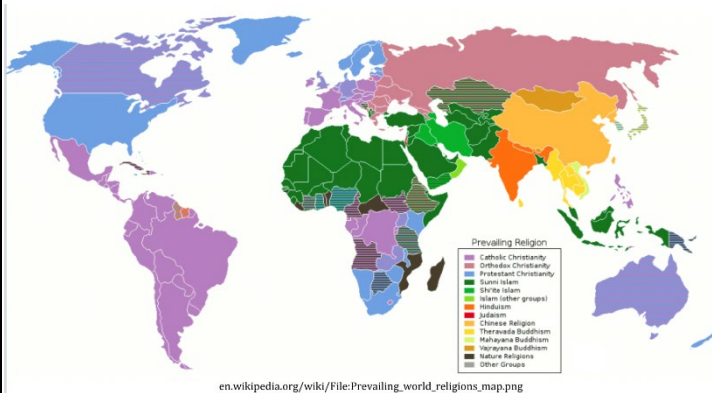 Prevailing Religion
Catholic Christianity
Orthodox Christianity
Protestant Christianity
Sunni Islam
Shi'ite Islam
Islam (other groups)
Hinduism
Judaism
Chinese Religion
Theravada Buddhism
Mahayana Buddhism
Vajrayana Buddhism
Nature Religions
Other Groups
en.wikipedia.org/wiki/File:Prevailing_world_religions_map.png